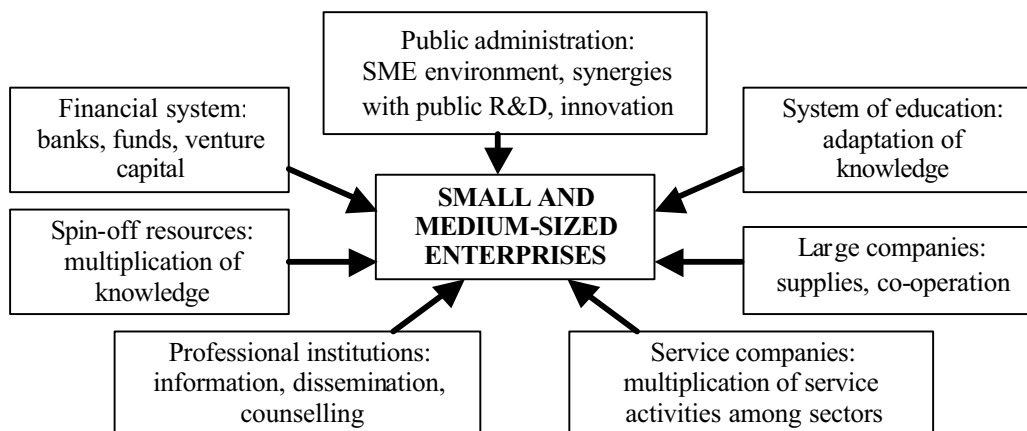 Public administration:
SME environment, synergies
with public R&D, innovation
Financial system:
banks, funds, venture
capital
System of education:
adaptation of
knowledge
SMALL AND
MEDIUM-SIZED
ENTERPRISES
Spin-off resources:
multiplication of
knowledge
Large companies:
supplies, co-operation
Professional institutions:
information, dissemination,
counselling
Service companies:
multiplication of service
activities among sectors